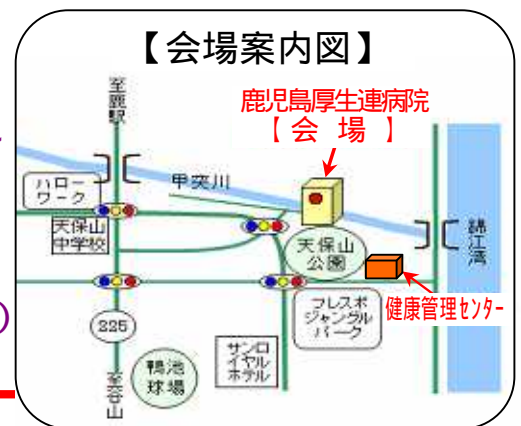 【会場案内図】
至鹿駅
鹿児島厚生連病院
【 会 場 】
ハロー
ワーク
甲突川
天保山
中学校
天保山
公園
錦江湾
健康管理センター
フレスポ
ジャングル
パーク
225
サンロ
イヤル
ホテル
鴨池
球場
至谷山